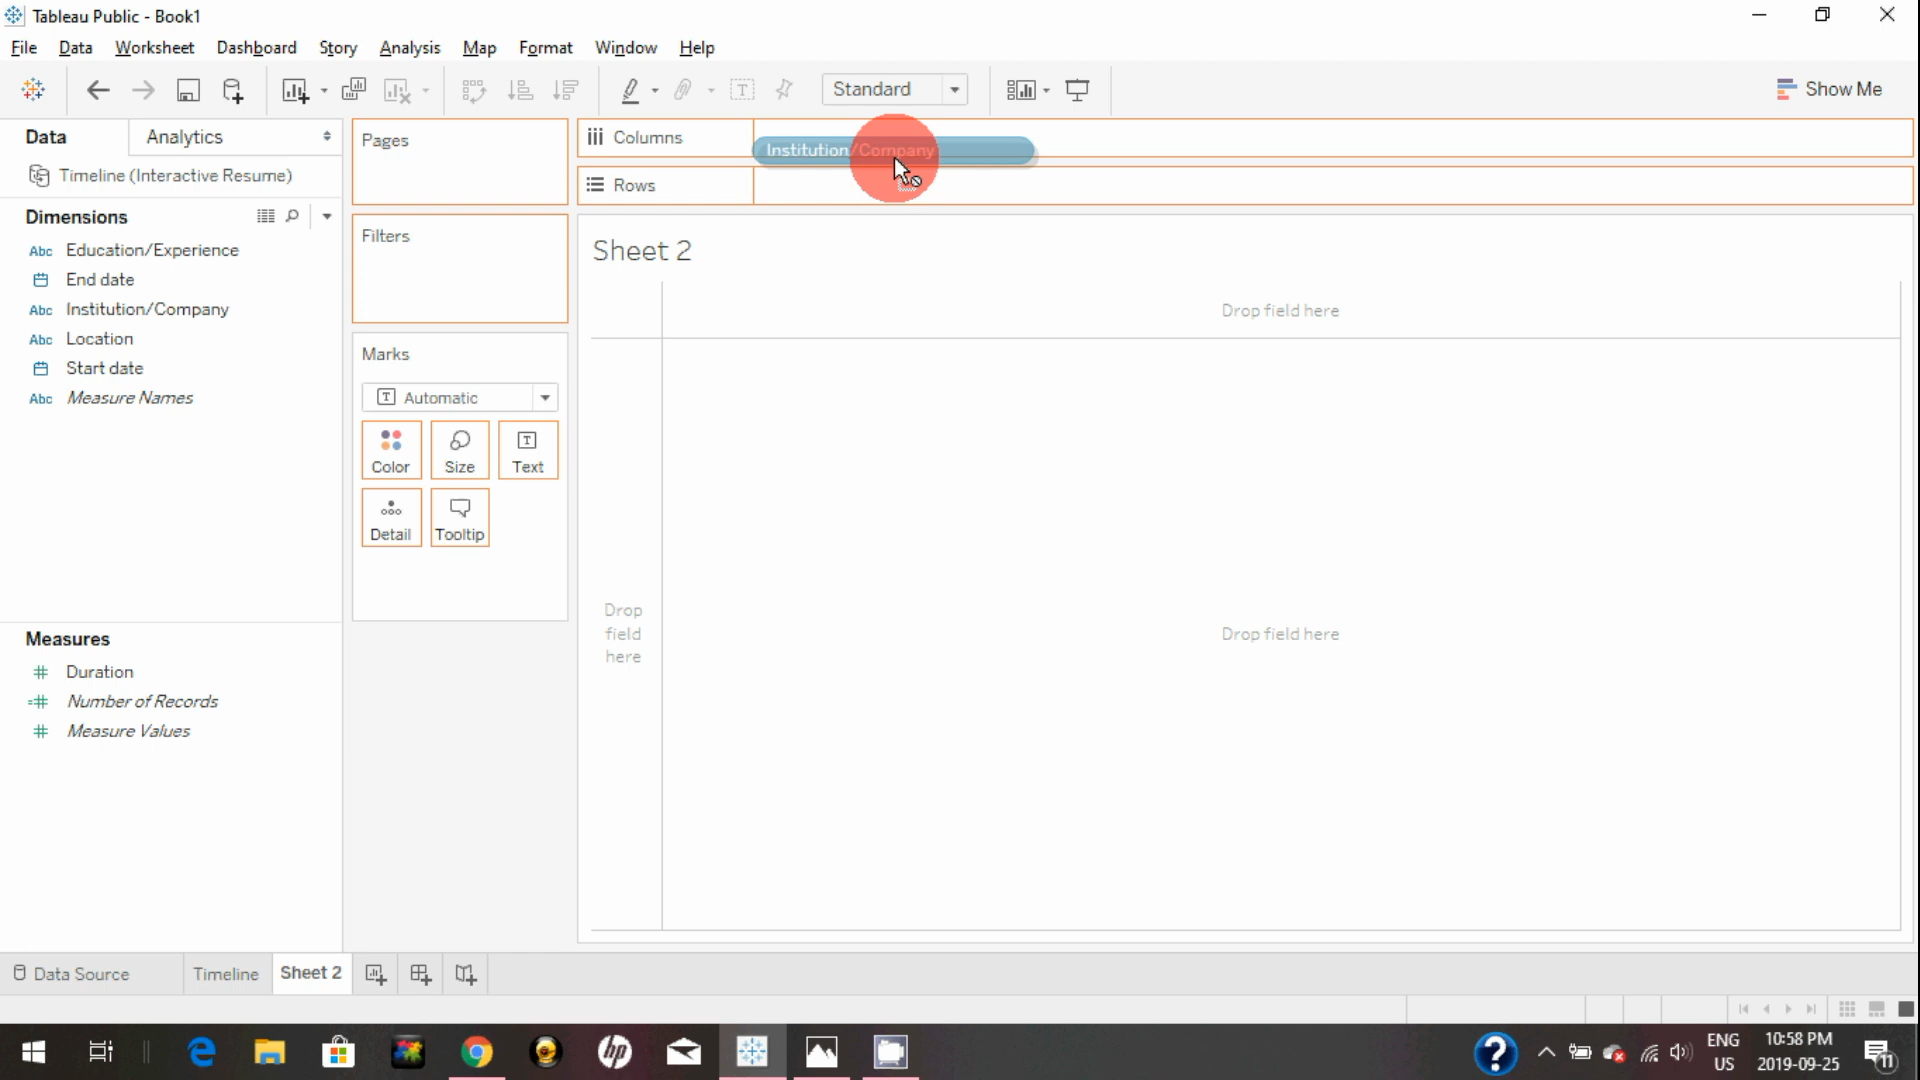 Tableau Public - Book1
File Data Worksheet Dashboard Story Analysis Map Format Window Help
Standard
Show Me
Data
Analytics
Timeline (Interactive Resume)
Dimensions
Abc Education/Experience
End date
Abc Institution/Company
Abc Location
Start date
Abc Measure Names
Measures
# Duration
=# Number of Records
# Measure Values
Pages
Filters
Marks
T Automatic
Color Size T Text
Detail Tooltip
Columns
Institution/Company
Rows
Sheet 2
Drop field here
Drop
field
here
Drop field here
Data Source Timeline Sheet 2
ENG
US
10:58 PM
2019-09-25
11